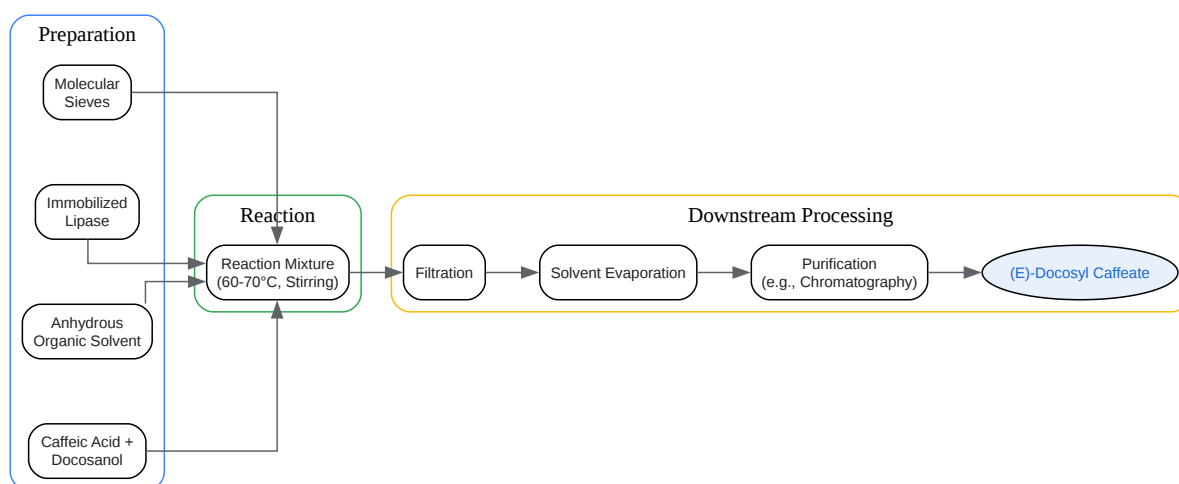 Preparation
Molecular
Sieves
Immobilized
Lipase
Anhydrous
Organic Solvent
Caffeic Acid +
Docosanol
Reaction
Reaction Mixture
(60-70°C, Stirring)
Downstream Processing
Filtration
Solvent Evaporation
Purification
(e.g., Chromatography)
(E)-Docosyl Caffeate